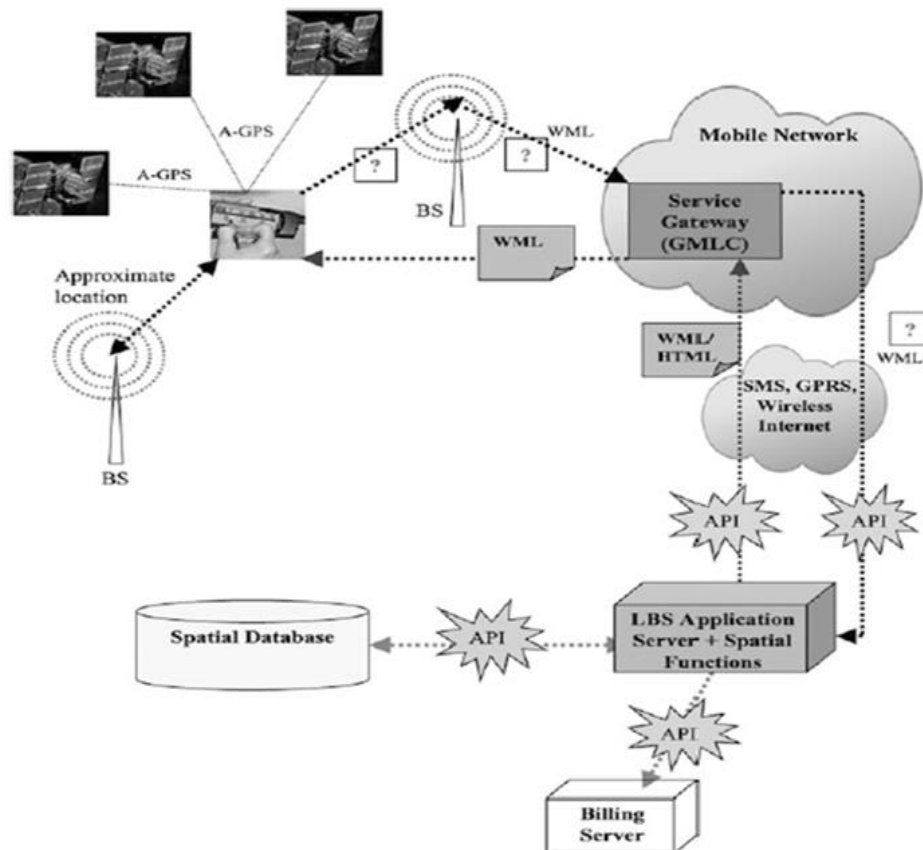 A-GPS
A-GPS
?
?
WML
BS
Mobile Network
Service
Gateway
(GMLC)
WML
Approximate
location
BS
WML/
HTML
?
WML
SMS, GPRS,
Wireless
Internet
API
API
Spatial Database
API
LBS Application
Server + Spatial
Functions
API
Billing
Server